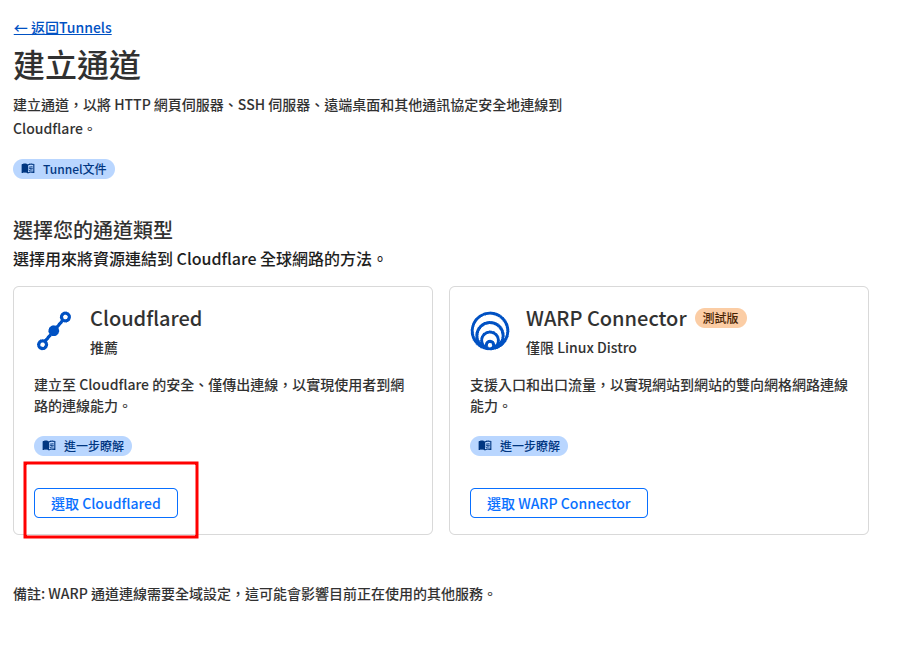 ← 返回Tunnels
建立通道
建立通道，以將 HTTP 網頁伺服器、SSH 伺服器、遠端桌面和其他通訊協定安全地連線到
Cloudflare。
Tunnel文件
選擇您的通道類型
選擇用來將資源連結到 Cloudflare 全球網路的方法。
Cloudflared
推薦
建立至 Cloudflare 的安全、僅傳出連線，以實現使用者到網
路的連線能力。
進一步瞭解
選取 Cloudflared
WARP Connector 測試版
僅限 Linux Distro
支援入口和出口流量，以實現網站到網站的雙向網格網路連線
能力。
進一步瞭解
選取 WARP Connector
備註: WARP 通道連線需要全域設定，這可能會影響目前正在使用的其他服務。